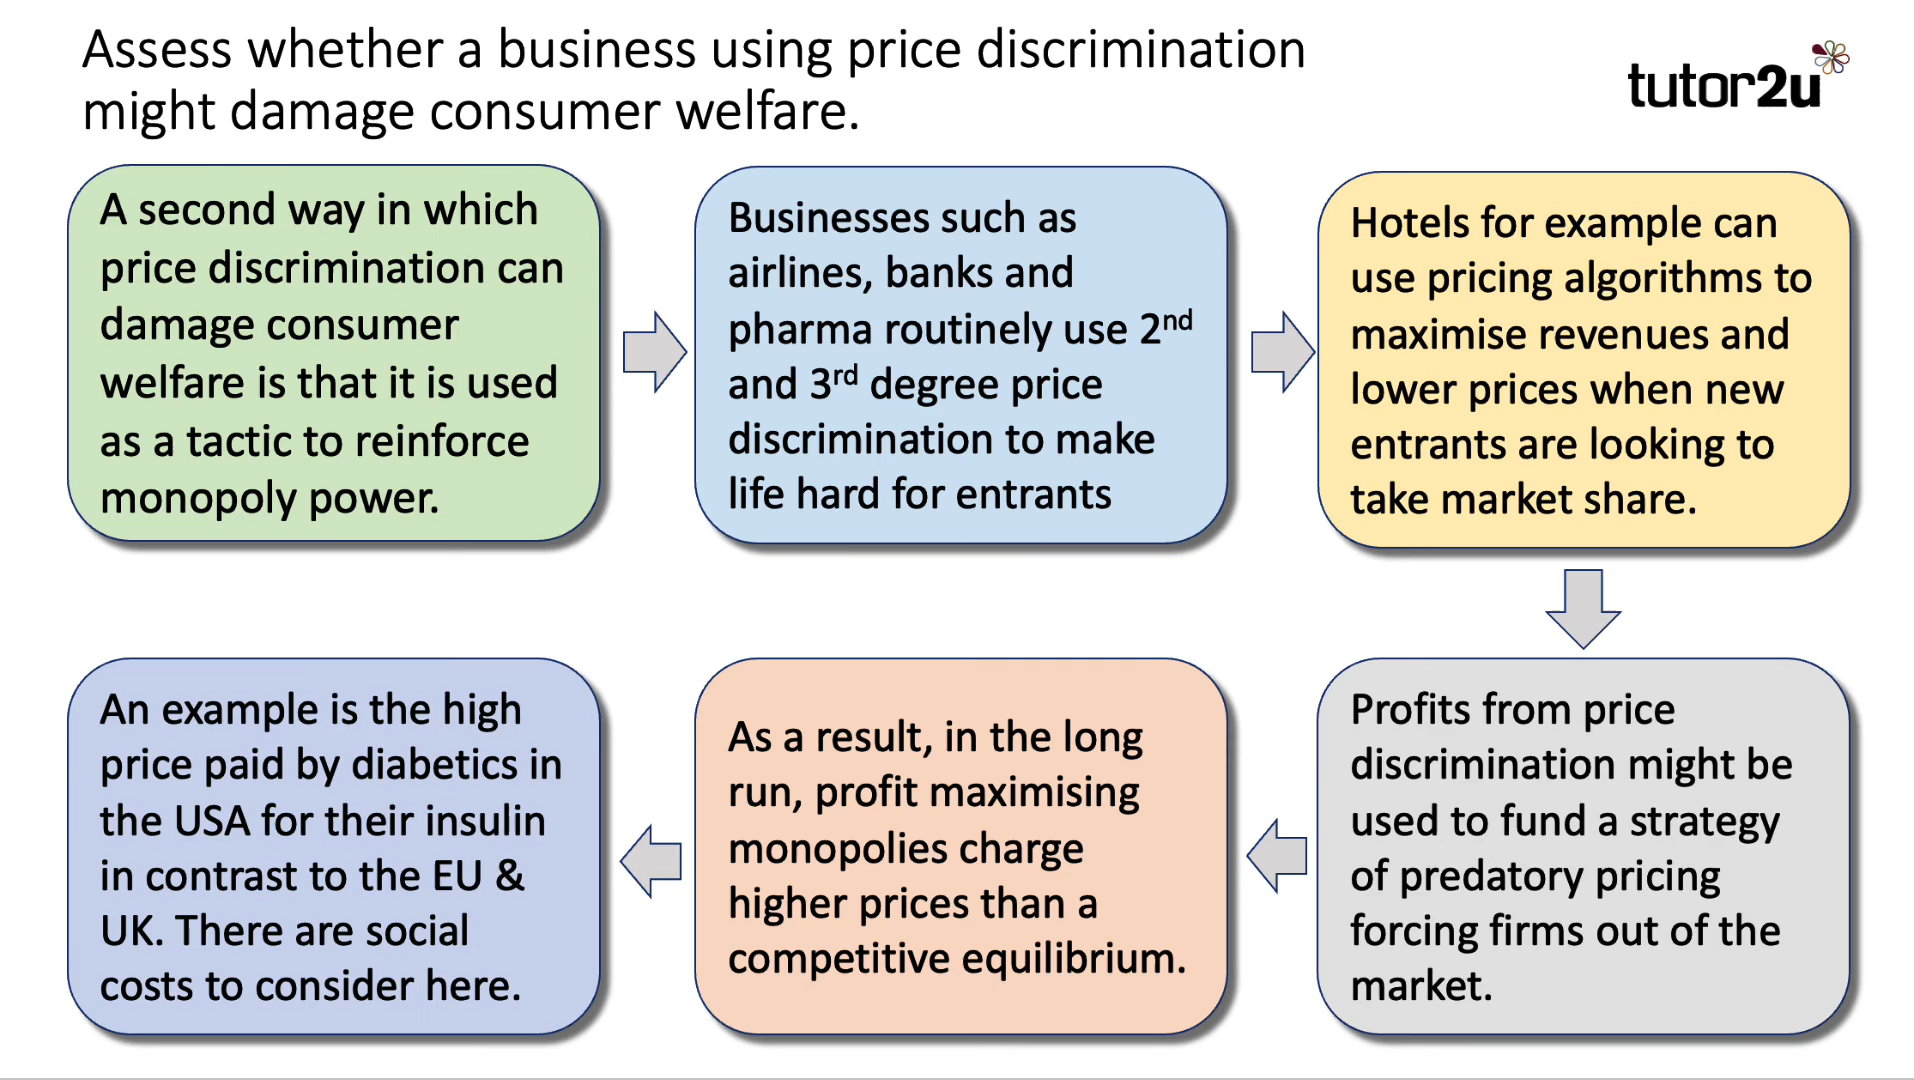 Assess whether a business using price discrimination
might damage consumer welfare.
tutor2u
A second way in which
price discrimination can
damage consumer
welfare is that it is used
as a tactic to reinforce
monopoly power.
Businesses such as
airlines, banks and
pharma routinely use 2nd
and 3rd degree price
discrimination to make
life hard for entrants
Hotels for example can
use pricing algorithms to
maximise revenues and
lower prices when new
entrants are looking to
take market share.
Profits from price
discrimination might be
used to fund a strategy
of predatory pricing
forcing firms out of the
market.
As a result, in the long
run, profit maximising
monopolies charge
higher prices than a
competitive equilibrium.
An example is the high
price paid by diabetics in
the USA for their insulin
in contrast to the EU &
UK. There are social
costs to consider here.